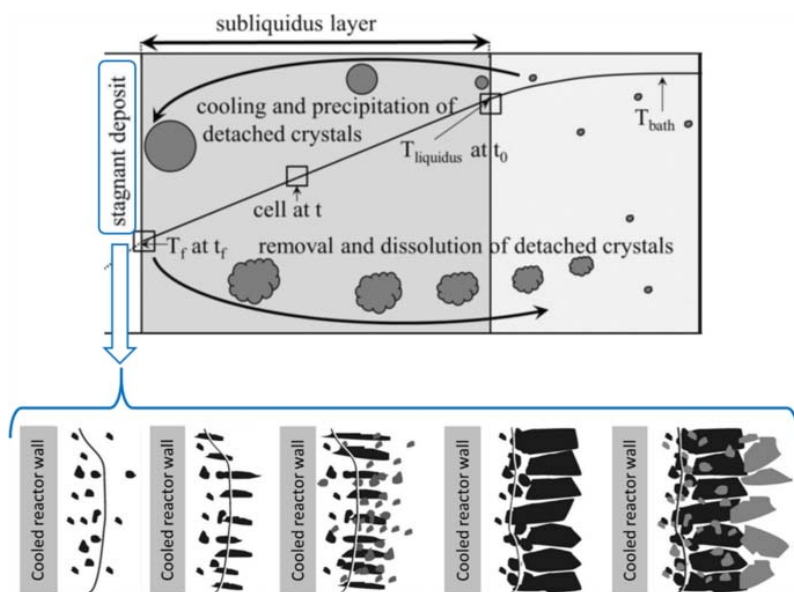 subliquidus layer
stagnant deposit
cooling and precipitation of
detached crystals
T_bath
T_liquidus at t_0
cell at t
T_f at t_f
removal and dissolution of detached crystals
Cooled reactor wall
Cooled reactor wall
Cooled reactor wall
Cooled reactor wall
Cooled reactor wall